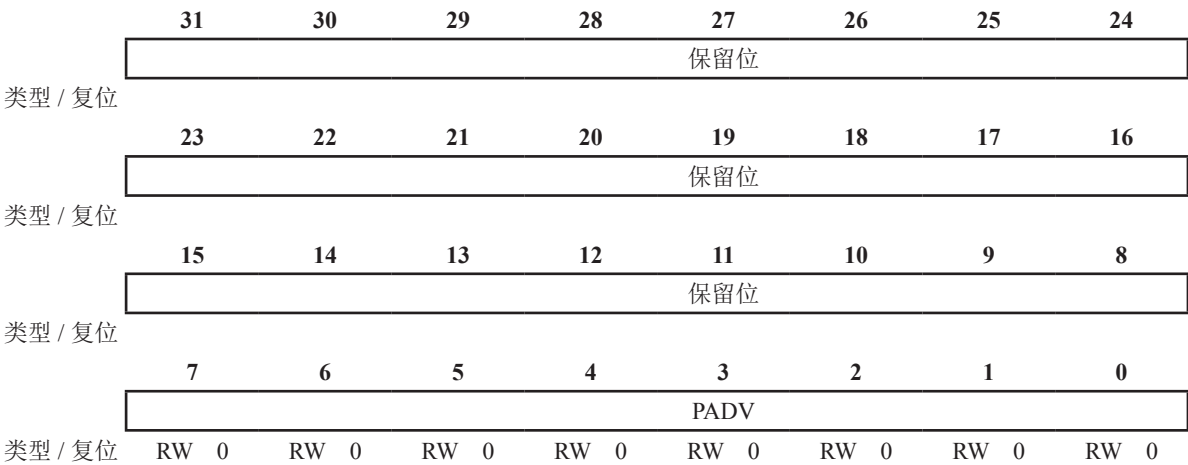 31 30 29 28 27 26 25 24
保留位
类型 / 复位
23 22 21 20 19 18 17 16
保留位
类型 / 复位
15 14 13 12 11 10 9 8
保留位
类型 / 复位
7 6 5 4 3 2 1 0
PADV
类型 / 复位 RW 0 RW 0 RW 0 RW 0 RW 0 RW 0 RW 0 RW 0